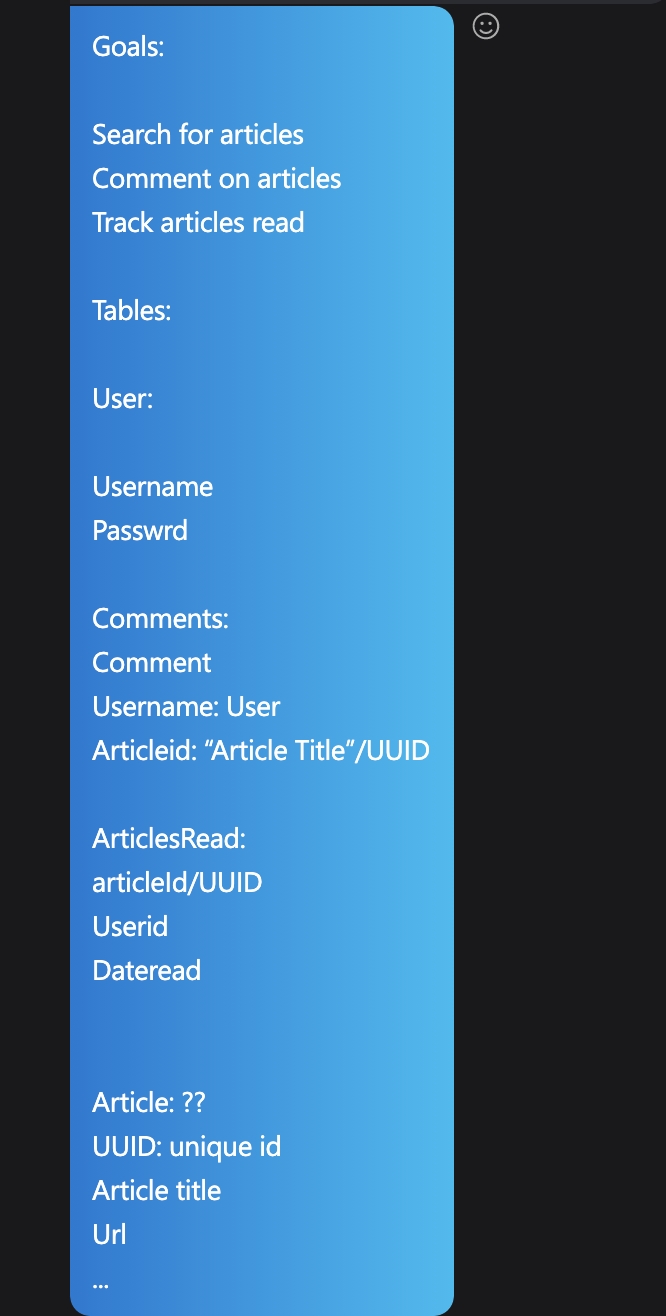 Goals:
Search for articles
Comment on articles
Track articles read
Tables:
User:
Username
Passwrd
Comments:
Comment
Username: User
Articleid: “Article Title”/UUID
ArticlesRead:
articleId/UUID
Userid
Dateread
Article: ??
UUID: unique id
Article title
Url
...